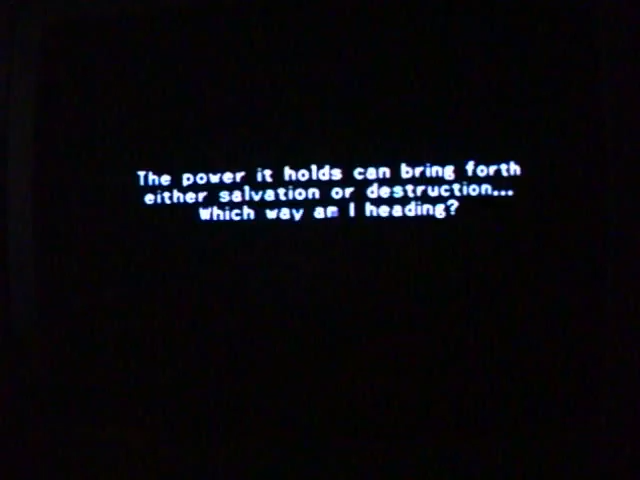 The power it holds can bring forth
either salvation or destruction...
Which way am I heading?